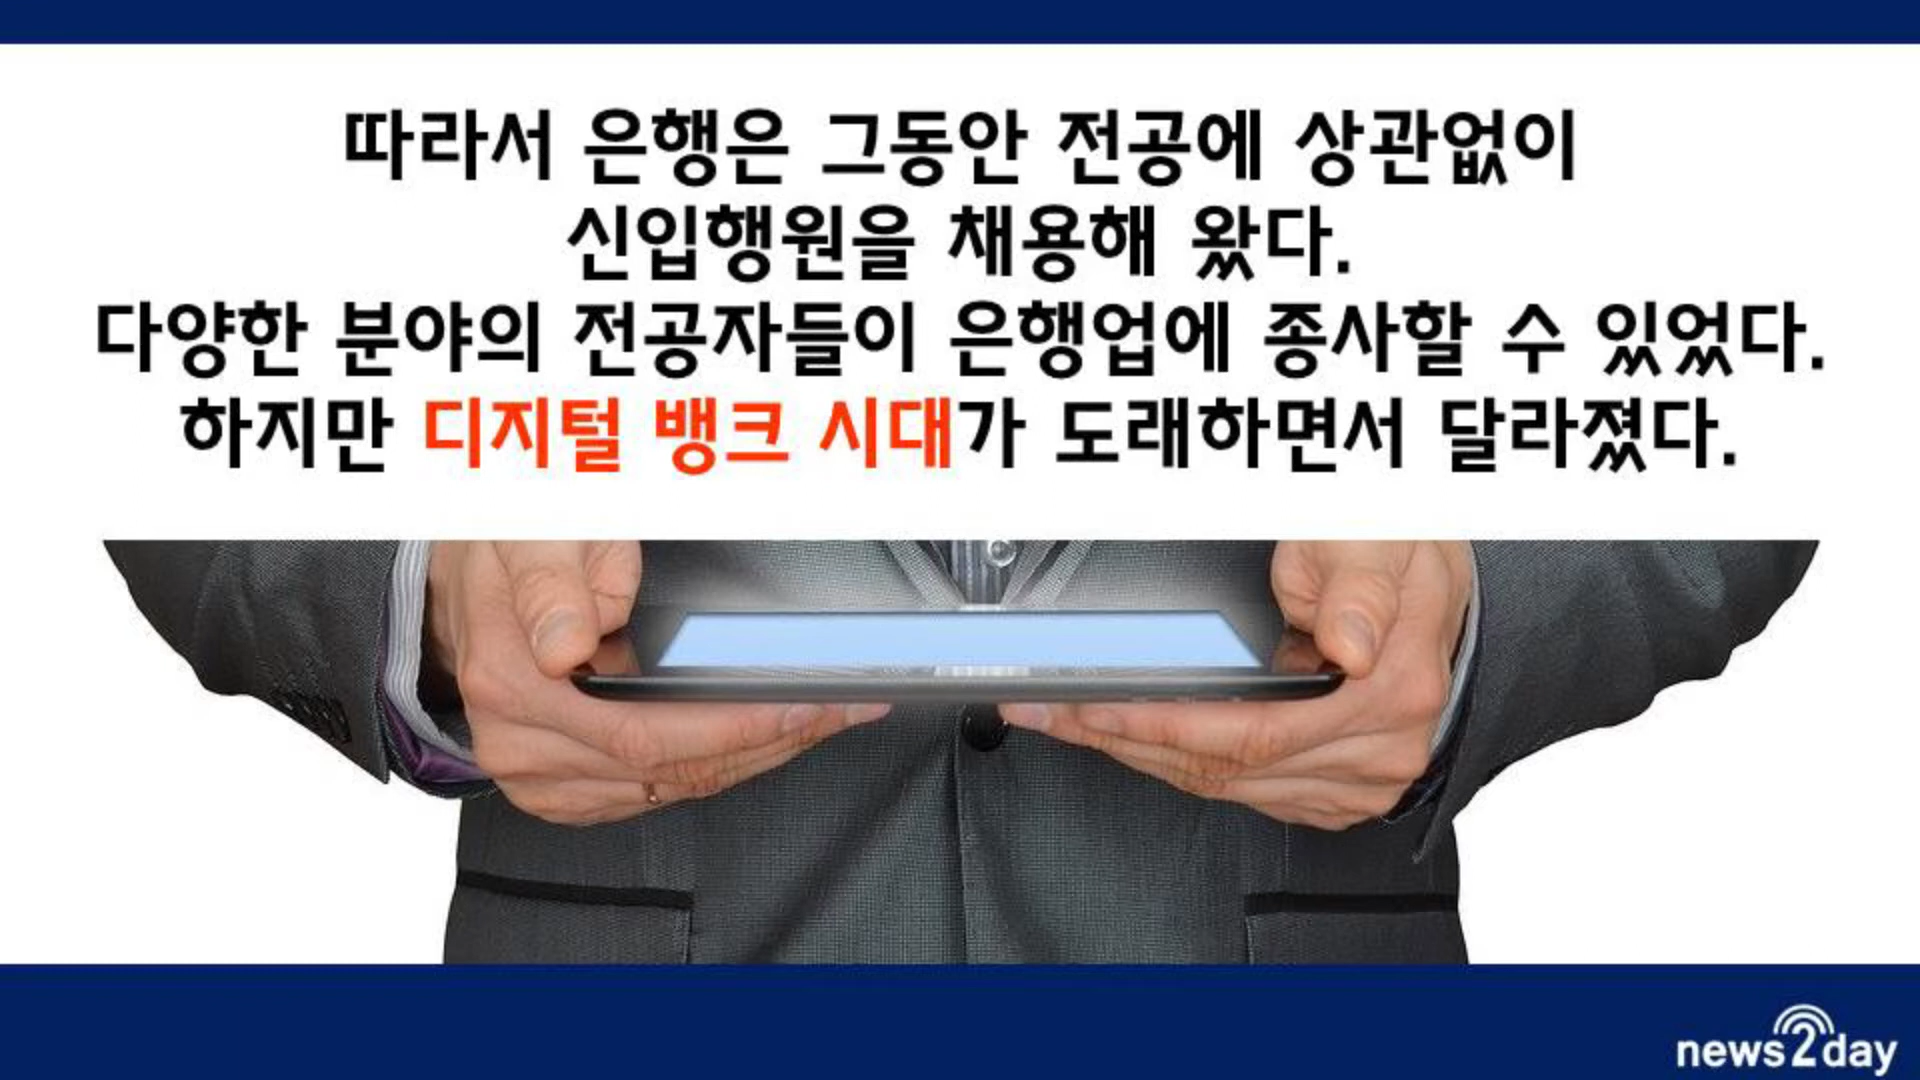 따라서 은행은 그동안 전공에 상관없이
신입행원을 채용해 왔다.
다양한 분야의 전공자들이 은행업에 종사할 수 있었다.
하지만 디지털 뱅크 시대가 도래하면서 달라졌다.
news2day